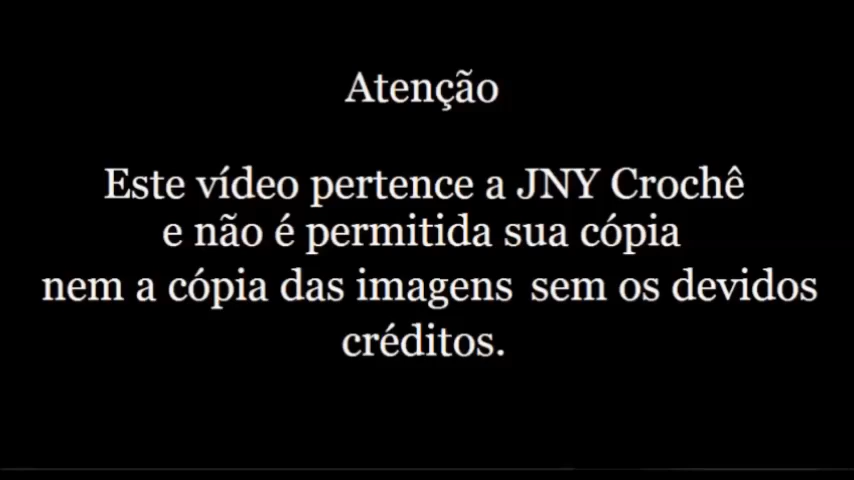 Atenção
Este vídeo pertence a JNY Crochê
e não é permitida sua cópia
nem a cópia das imagens sem os devidos
créditos.